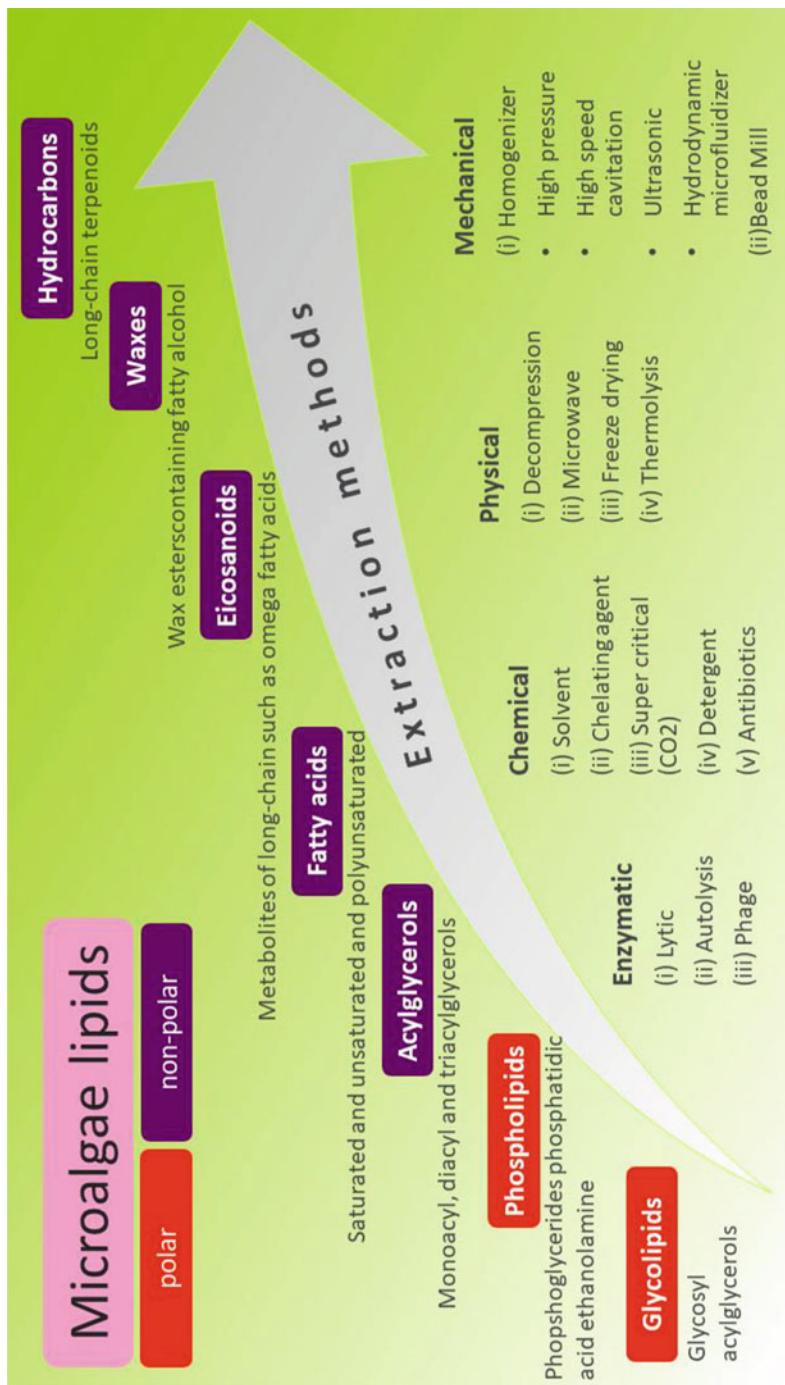 Microalgae lipids
polar
non-polar
Hydrocarbons
Long-chain terpenoids
Waxes
Wax esterscontaining fatty alcohol
Eicosanoids
Metabolites of long-chain such as omega fatty acids
Fatty acids
Saturated and unsaturated and polyunsaturated
Acylglycerols
Monoacyl, diacyl and triacylglycerols
Phospholipids
Phopshoglycerides phosphatidic
acid ethanolamine
Glycolipids
Glycosyl
acylglycerols
Extraction methods
Enzymatic
(i) Lytic
(ii) Autolysis
(iii) Phage
Chemical
(i) Solvent
(ii) Chelating agent
(iii) Super critical
(CO2)
(iv) Detergent
(v) Antibiotics
Physical
(i) Decompression
(ii) Microwave
(iii) Freeze drying
(iv) Thermolysis
Mechanical
(i) Homogenizer
• High pressure
• High speed
cavitation
• Ultrasonic
• Hydrodynamic
microfluidizer
(ii)Bead Mill